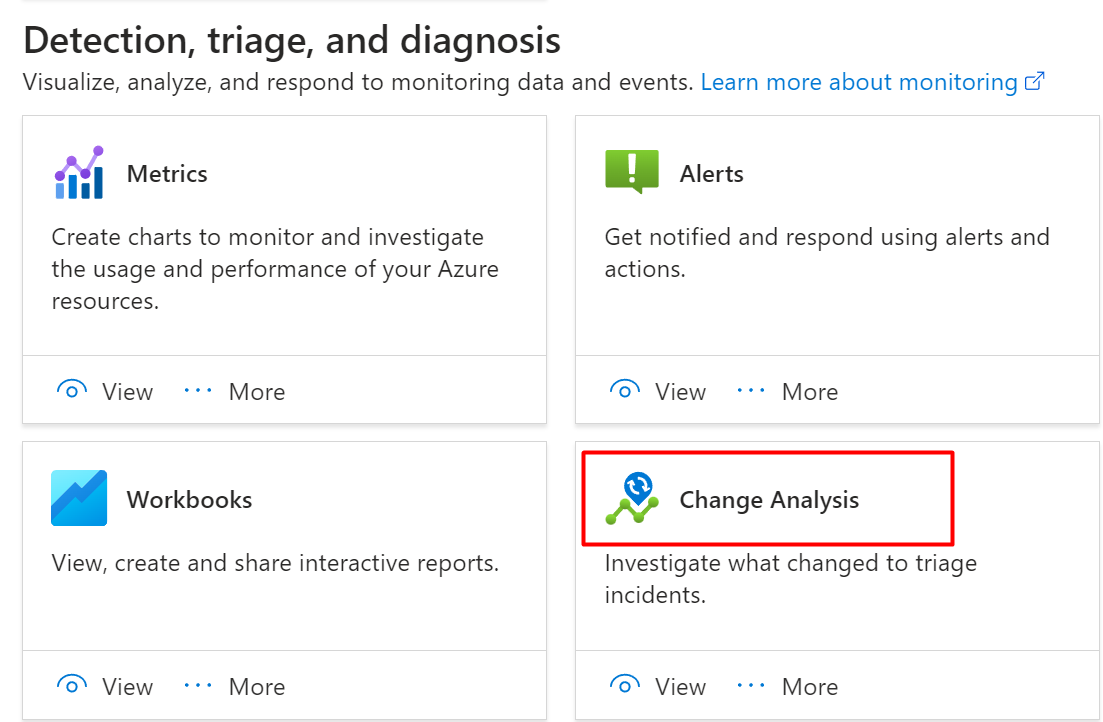 Detection, triage, and diagnosis
Visualize, analyze, and respond to monitoring data and events. Learn more about monitoring
Metrics
Create charts to monitor and investigate
the usage and performance of your Azure
resources.
View ··· More
Alerts
Get notified and respond using alerts and
actions.
View ··· More
Workbooks
View, create and share interactive reports.
View ··· More
Change Analysis
Investigate what changed to triage
incidents.
View ··· More